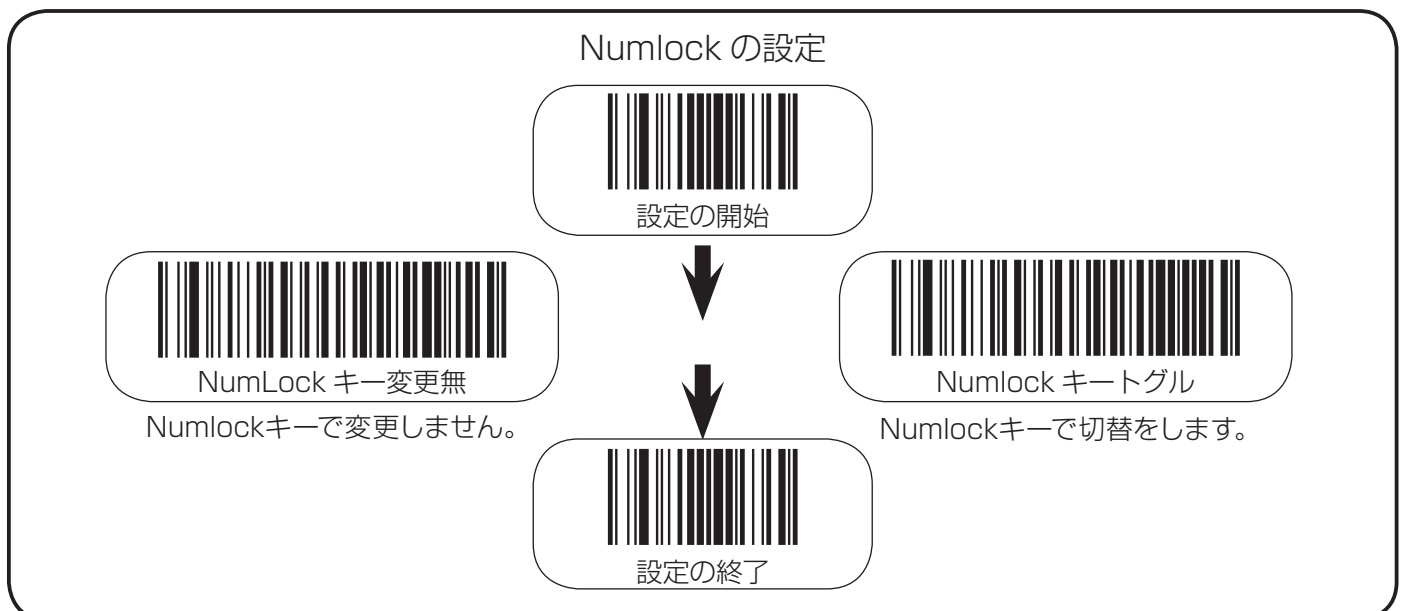 Numlock の設定
設定の開始
NumLock キー変更無
Numlockキーで変更しません。
Numlock キートグル
Numlockキーで切替をします。
設定の終了